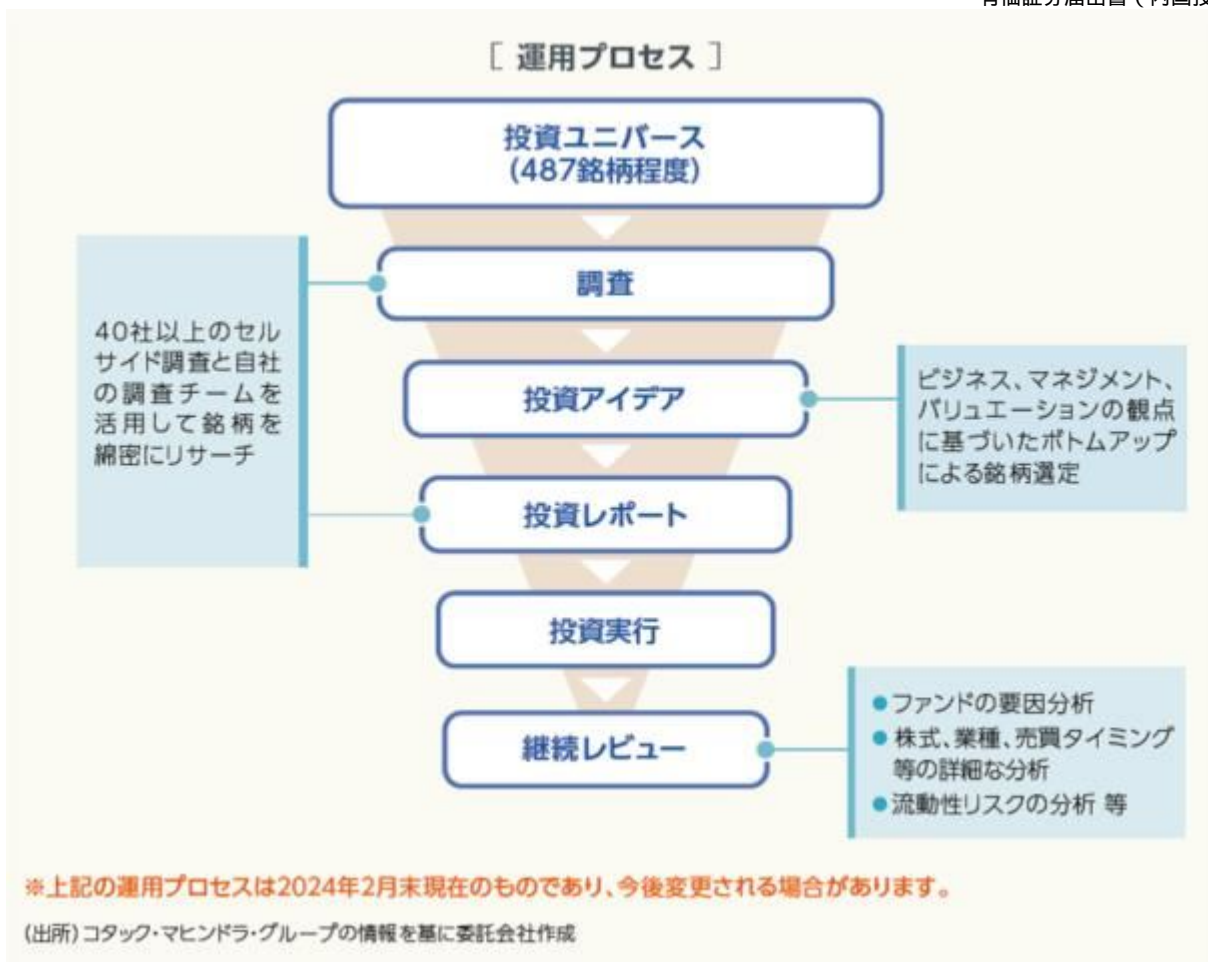 ［ 運用プロセス ］
投資ユニバース
(487銘柄程度)
調査
40社以上のセル
サイド調査と自社
の調査チームを
活用して銘柄を
綿密にリサーチ
投資アイデア
ビジネス、マネジメント、
バリュエーションの観点
に基づいたボトムアップ
による銘柄選定
投資レポート
投資実行
継続レビュー
●ファンドの要因分析
●株式、業種、売買タイミング
等の詳細な分析
●流動性リスクの分析 等
※上記の運用プロセスは2024年2月末現在のものであり、今後変更される場合があります。
(出所)コタック・マヒンドラ・グループの情報を基に委託会社作成